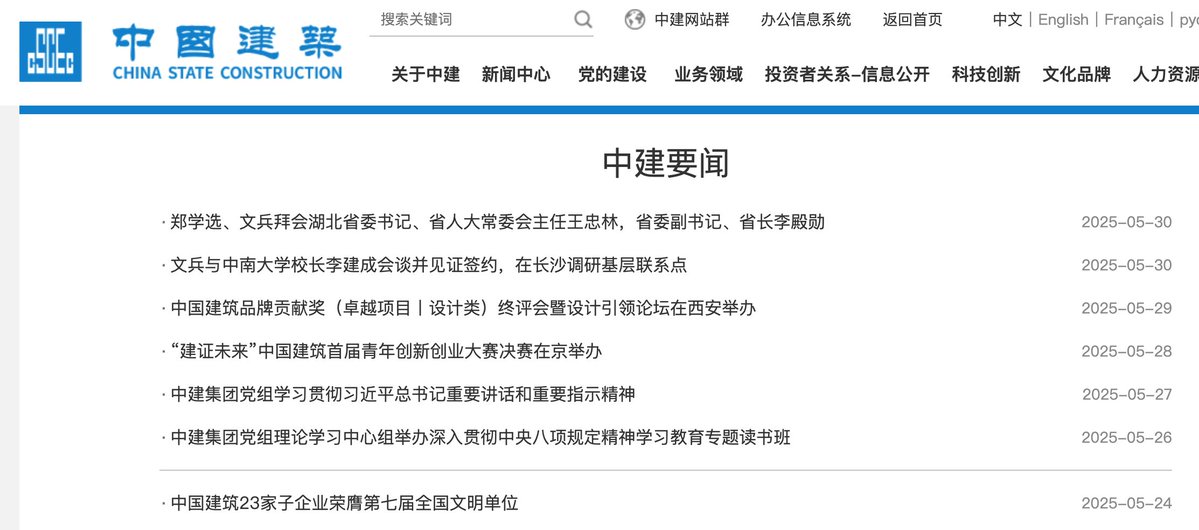 搜索关键词
中建网站群 办公信息系统 返回首页 中文 | English | Français |
CSCEC 中國建築
CHINA STATE CONSTRUCTION
关于中建 新闻中心 党的建设 业务领域 投资者关系-信息公开 科技创新 文化品牌 人力资源
中建要闻
· 郑学选、文兵拜会湖北省委书记、省人大常委会主任王忠林，省委副书记、省长李殿勋 2025-05-30
· 文兵与中南大学校长李建成会谈并见证签约，在长沙调研基层联系点 2025-05-30
· 中国建筑品牌贡献奖（卓越项目丨设计类）终评会暨设计引领论坛在西安举办 2025-05-29
· “建证未来”中国建筑首届青年创新创业大赛决赛在京举办 2025-05-28
· 中建集团党组学习贯彻习近平总书记重要讲话和重要指示精神 2025-05-27
· 中建集团党组理论学习中心组举办深入贯彻中央八项规定精神学习教育专题读书班 2025-05-26
· 中国建筑23家子企业荣膺第七届全国文明单位 2025-05-24